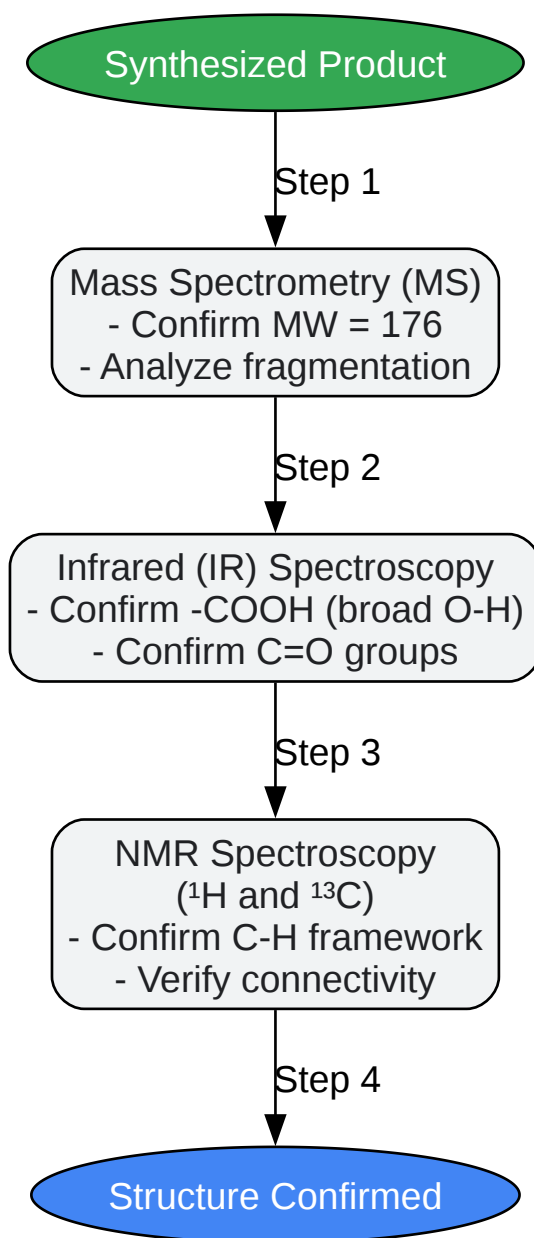 Synthesized Product
Step 1
Mass Spectrometry (MS)
- Confirm MW = 176
- Analyze fragmentation
Step 2
Infrared (IR) Spectroscopy
- Confirm -COOH (broad O-H)
- Confirm C=O groups
Step 3
NMR Spectroscopy
(¹H and ¹³C)
- Confirm C-H framework
- Verify connectivity
Step 4
Structure Confirmed